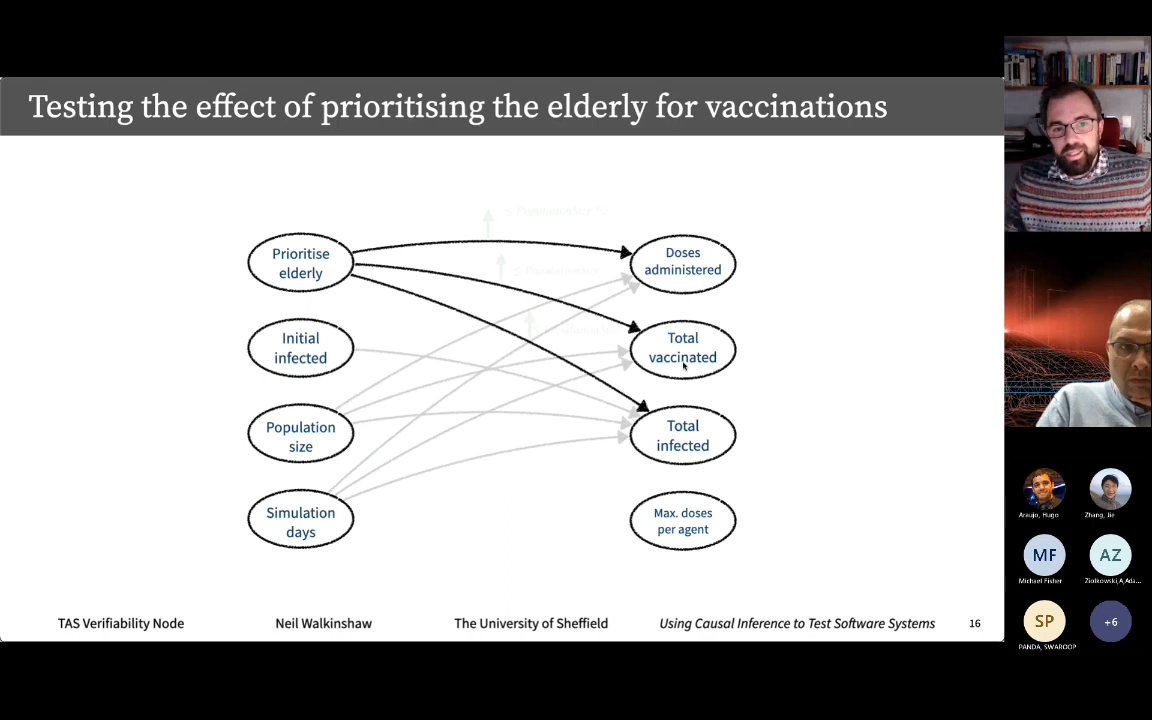 Testing the effect of prioritising the elderly for vaccinations
Prioritise
elderly
Initial
infected
Population
size
Simulation
days
Doses
administered
Total
vaccinated
Total
infected
Max. doses
per agent
TAS Verifiability Node
Neil Walkinshaw
The University of Sheffield
Using Causal Inference to Test Software Systems
16
Araujo, Hugo
Zhang, Jie
MF
AZ
Michael Fisher
Ziolkowski,A,Ada...
SP
+6
PANDA, SWAROOP